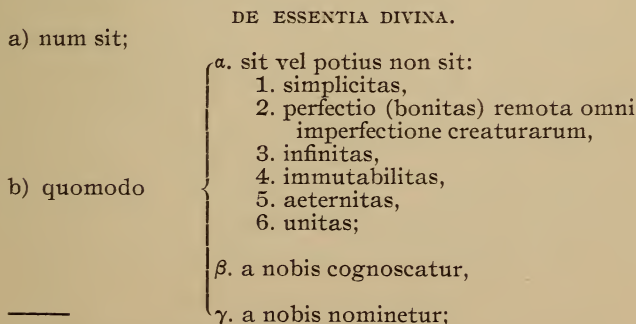 DE ESSENTIA DIVINA.
a) num sit;
α. sit vel potius non sit:
1. simplicitas,
2. perfectio (bonitas) remota omni
imperfectione creaturarum,
3. infinitas,
4. immutabilitas,
b) quomodo
5. aeternitas,
6. unitas;
β. a nobis cognoscatur,
γ. a nobis nominetur;